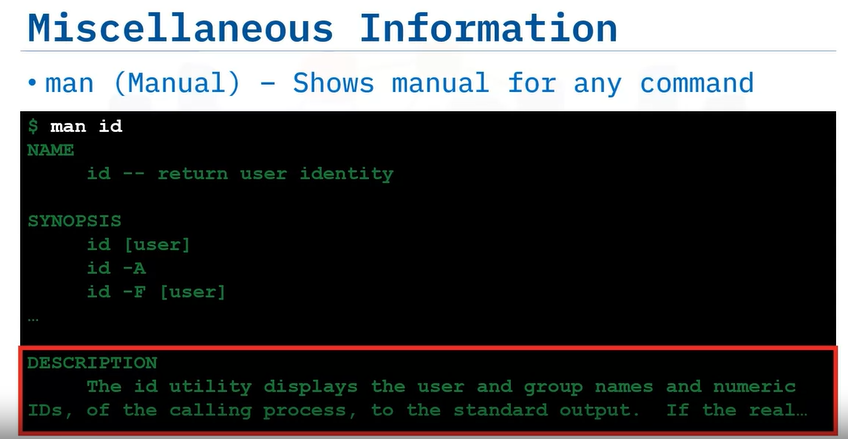 Miscellaneous Information
• man (Manual) – Shows manual for any command
$ man id
NAME
id -- return user identity
SYNOPSIS
id [user]
id -A
id -F [user]
…
DESCRIPTION
The id utility displays the user and group names and numeric
IDs, of the calling process, to the standard output.  If the real…